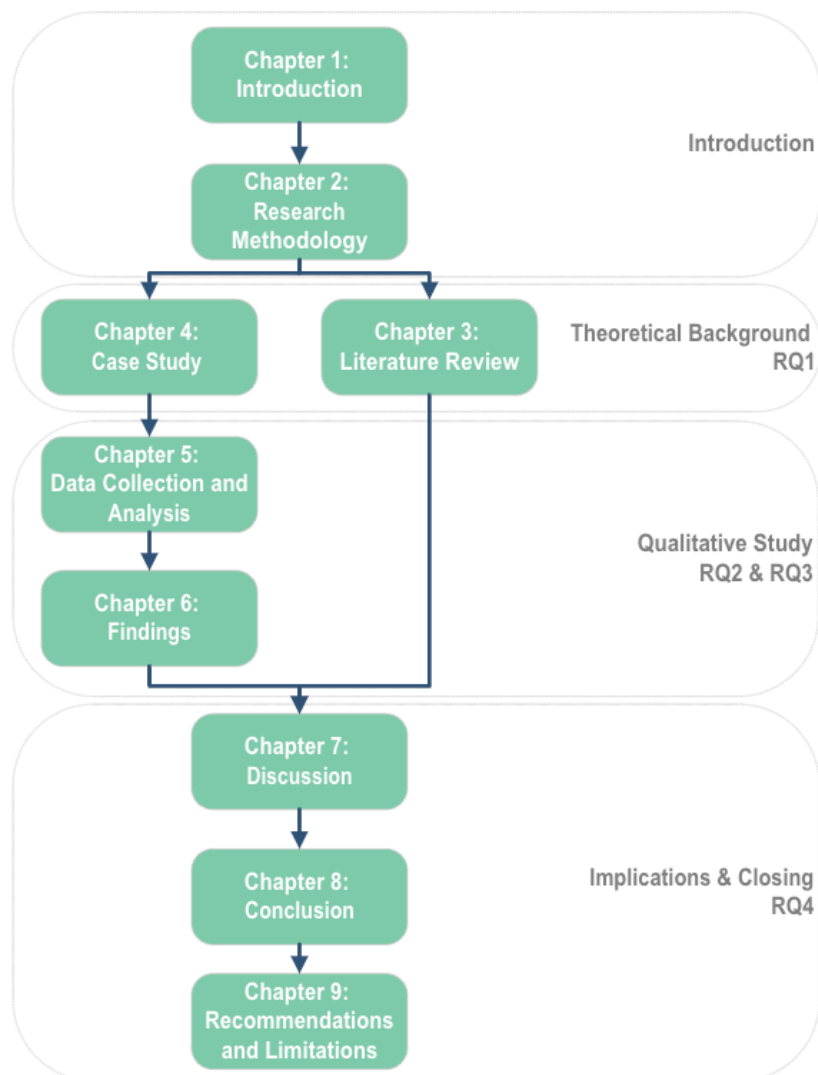 Chapter 1:
Introduction
Introduction
Chapter 2:
Research
Methodology
Chapter 4:
Case Study
Chapter 3:
Literature Review
Theoretical Background
RQ1
Chapter 5:
Data Collection and
Analysis
Qualitative Study
RQ2 & RQ3
Chapter 6:
Findings
Chapter 7:
Discussion
Chapter 8:
Conclusion
Implications & Closing
RQ4
Chapter 9:
Recommendations
and Limitations